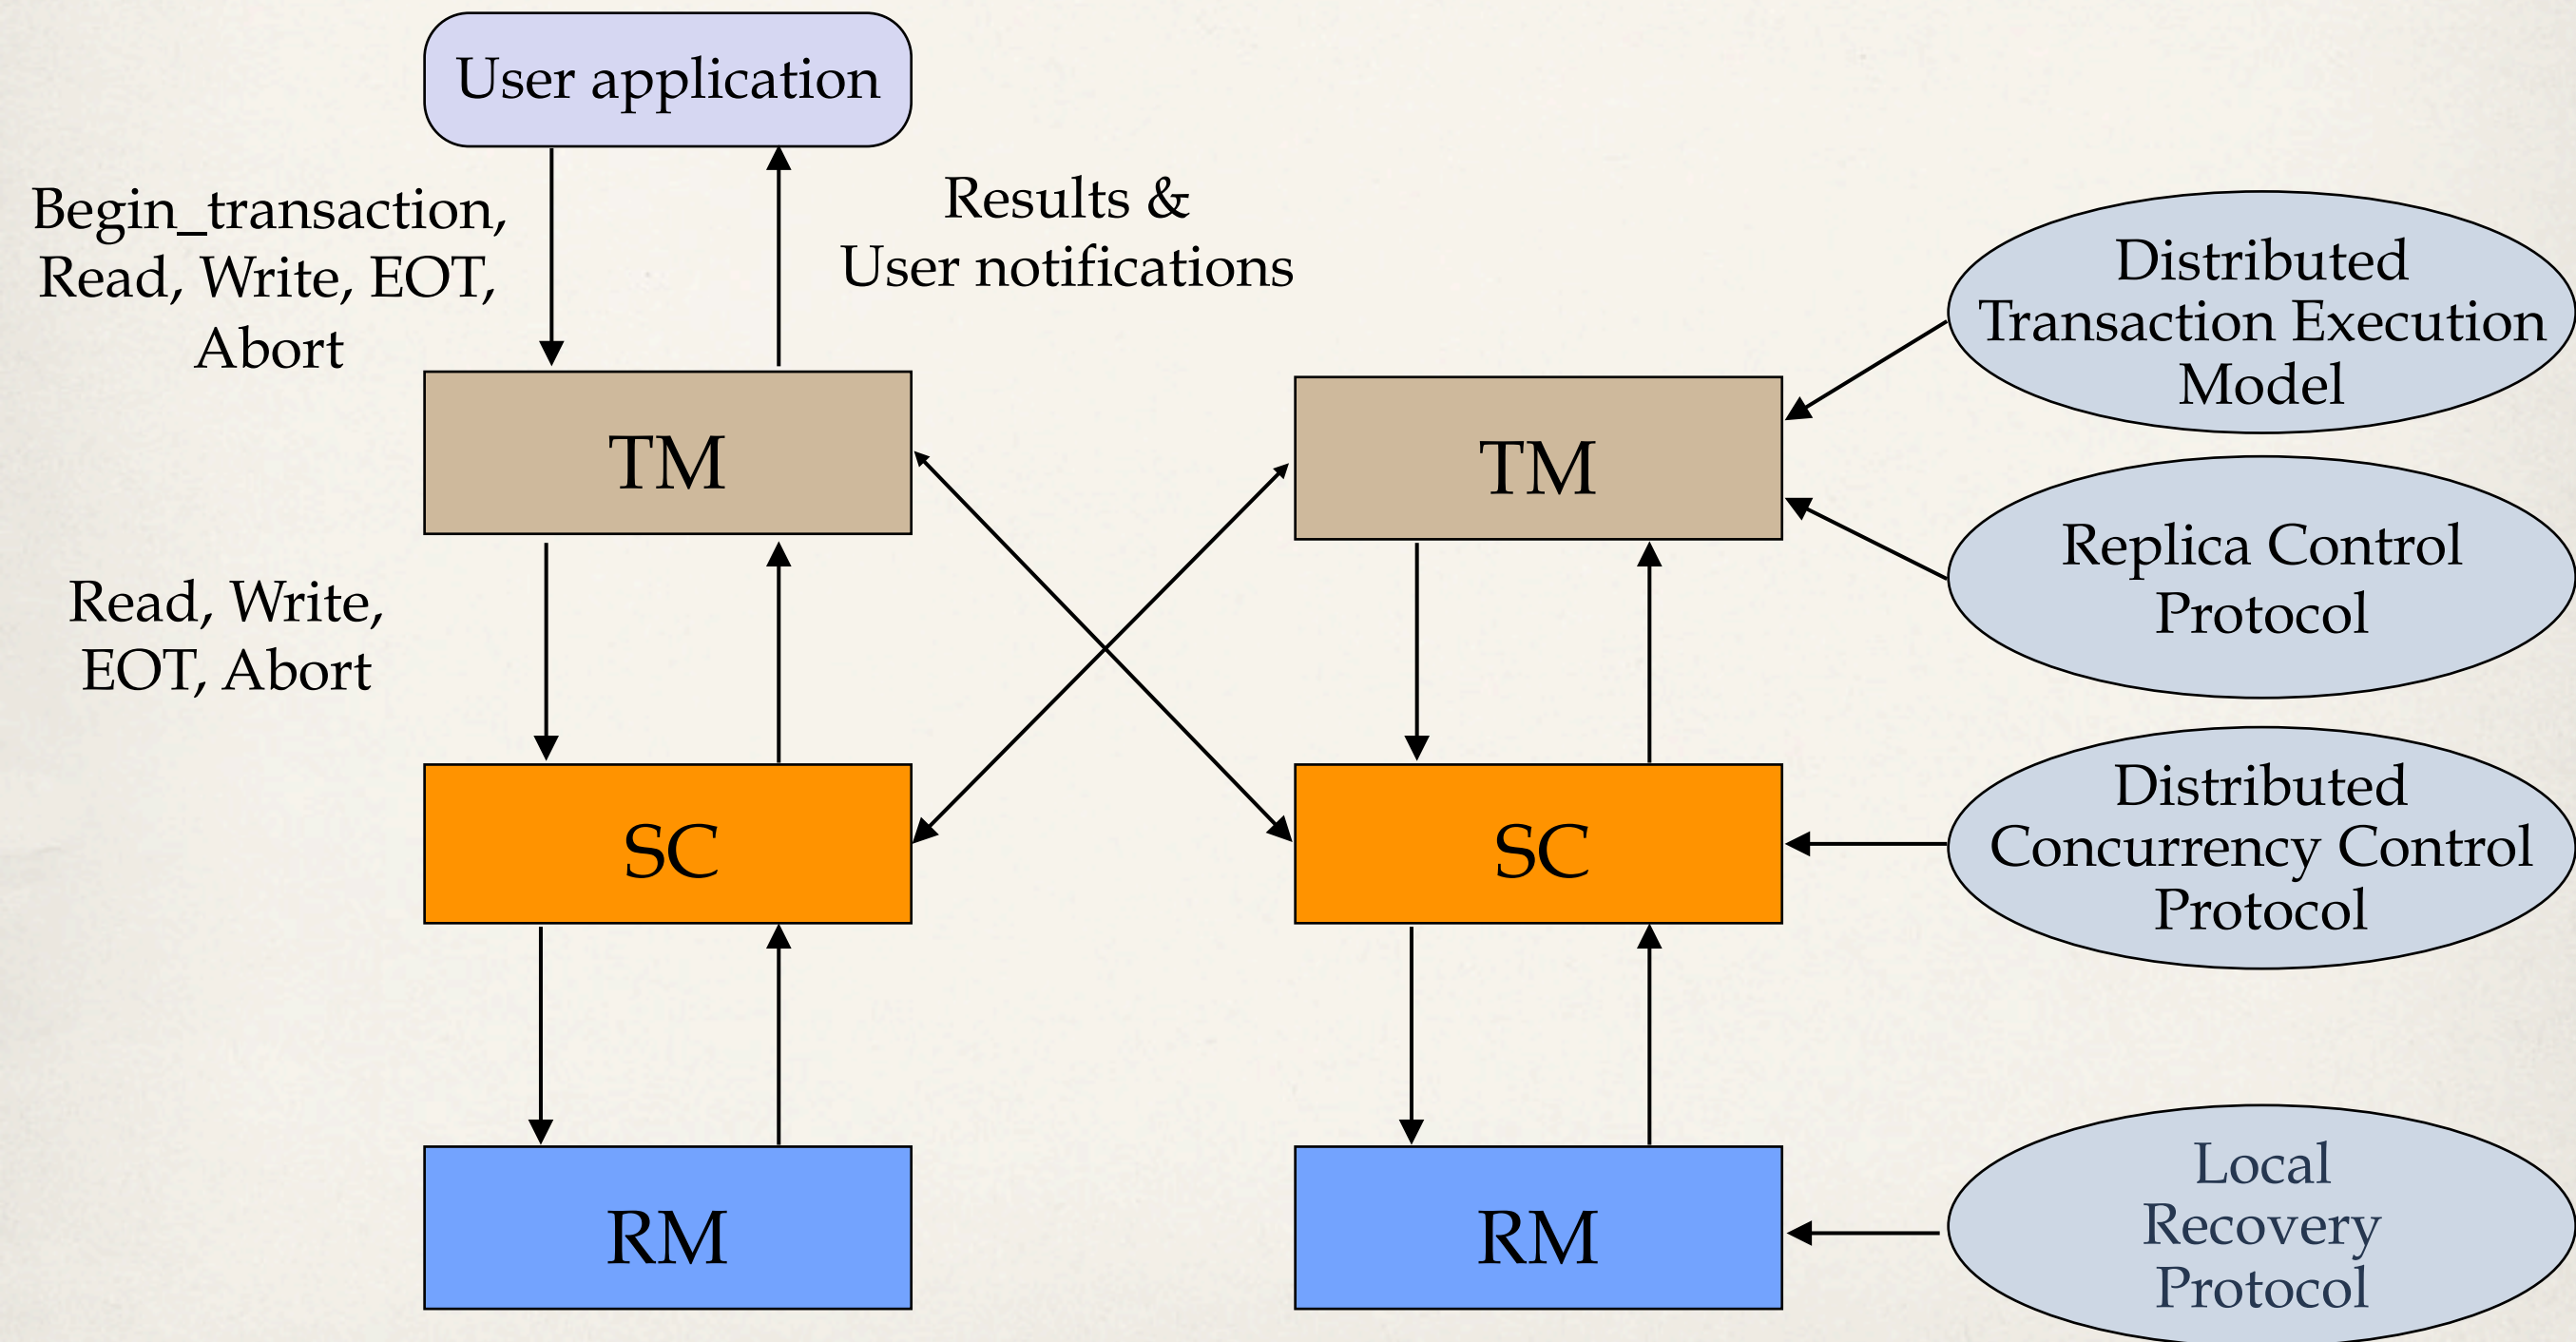 User application
Begin_transaction,
Read, Write, EOT,
Abort
Results &
User notifications
Distributed
Transaction Execution
Model
TM
TM
Replica Control
Protocol
Read, Write,
EOT, Abort
Distributed
Concurrency Control
Protocol
SC
SC
Local
Recovery
Protocol
RM
RM